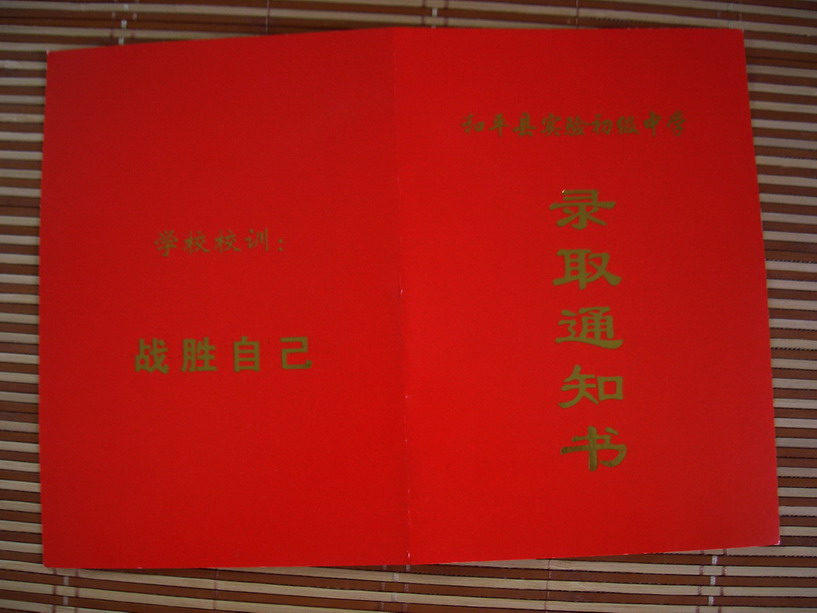 学校校训：
战胜自己
和平县实验初级中学
录取通知书